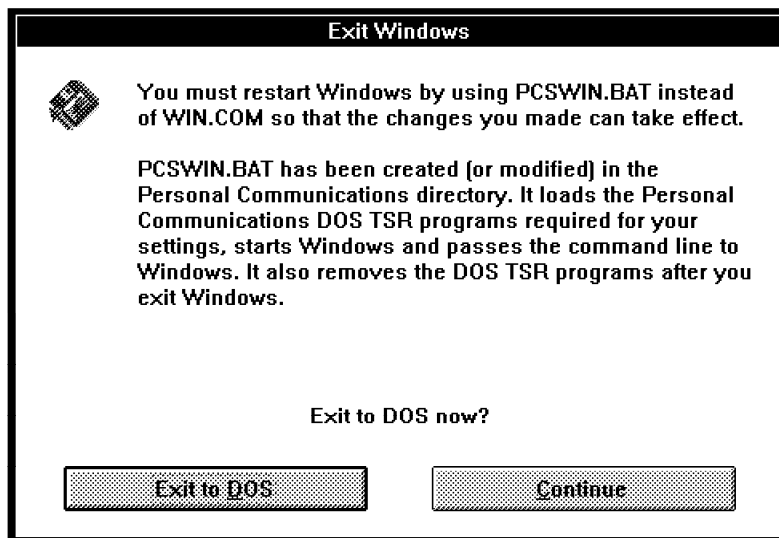 Exit Windows
You must restart Windows by using PCSWIN.BAT instead
of WIN.COM so that the changes you made can take effect.
PCSWIN.BAT has been created (or modified) in the
Personal Communications directory. It loads the Personal
Communications DOS TSR programs required for your
settings, starts Windows and passes the command line to
Windows. It also removes the DOS TSR programs after you
exit Windows.
Exit to DOS now?
Exit to DOS
Continue